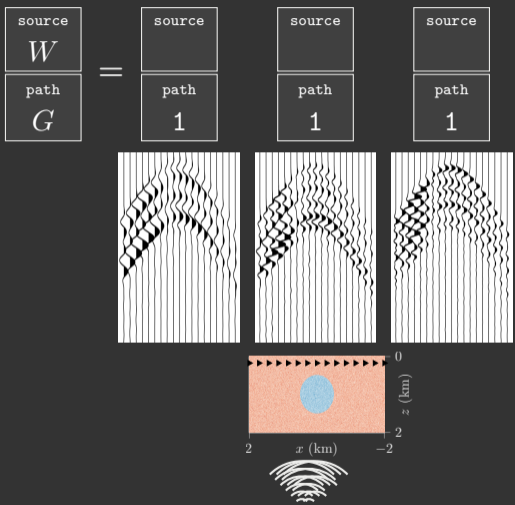 source source source source
W
=
path path path path
G 1 1 1
0
z (km)
2
2 x (km) −2